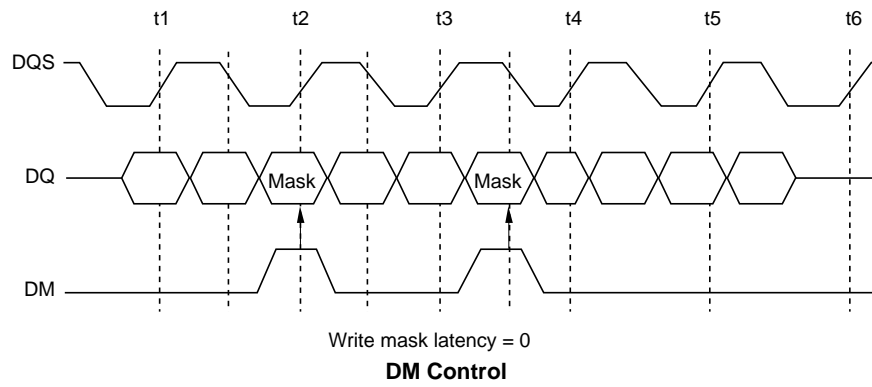 t1 t2 t3 t4 t5 t6
DQS
DQ Mask Mask
DM
Write mask latency = 0
DM Control